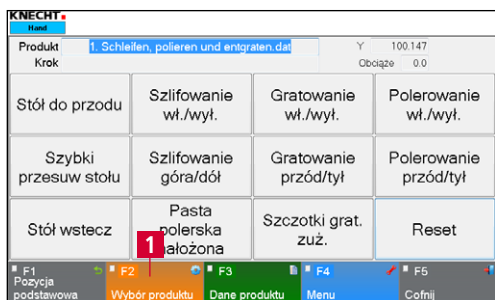 KNECHT
Hand
Produkt 1. Schleifen, polieren und entgraten.dat Y 100.147
Krok Obciąże 0.0
Stół do przodu
Szlifowanie
wł./wył.
Gratowanie
wł./wył.
Polerowanie
wł./wył.
Szybki
przesuw stołu
Szlifowanie
góra/dół
Gratowanie
przód/tył
Polerowanie
przód/tył
Stół wstecz
Pasta
polerska
nałożona
Szczotki grat.
zuż.
Reset
1
F1
Pozycja
podstawowa
F2
Wybór produktu
F3
Dane produktu
F4
Menu
F5
Cofnij